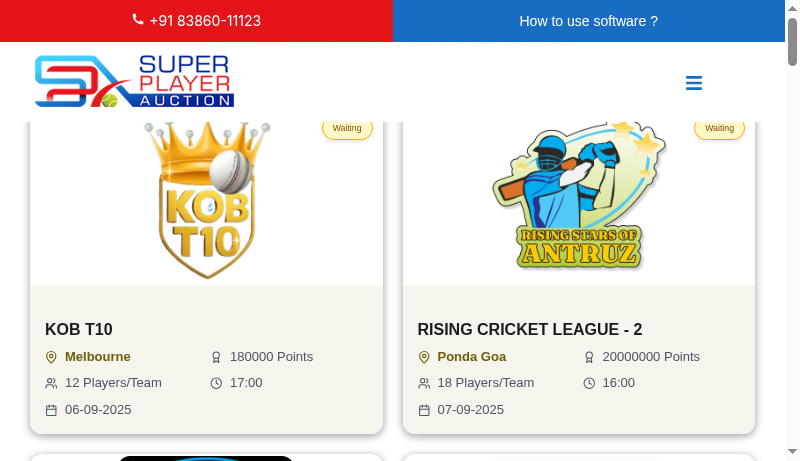 +91 83860-11123
How to use software ?
SUPER
PLAYER
AUCTION
Waiting
KOB
T10
KOB T10
Melbourne
180000 Points
12 Players/Team
17:00
06-09-2025
Waiting
RISING STARS OF
ANTRUZ
RISING CRICKET LEAGUE - 2
Ponda Goa
20000000 Points
18 Players/Team
16:00
07-09-2025